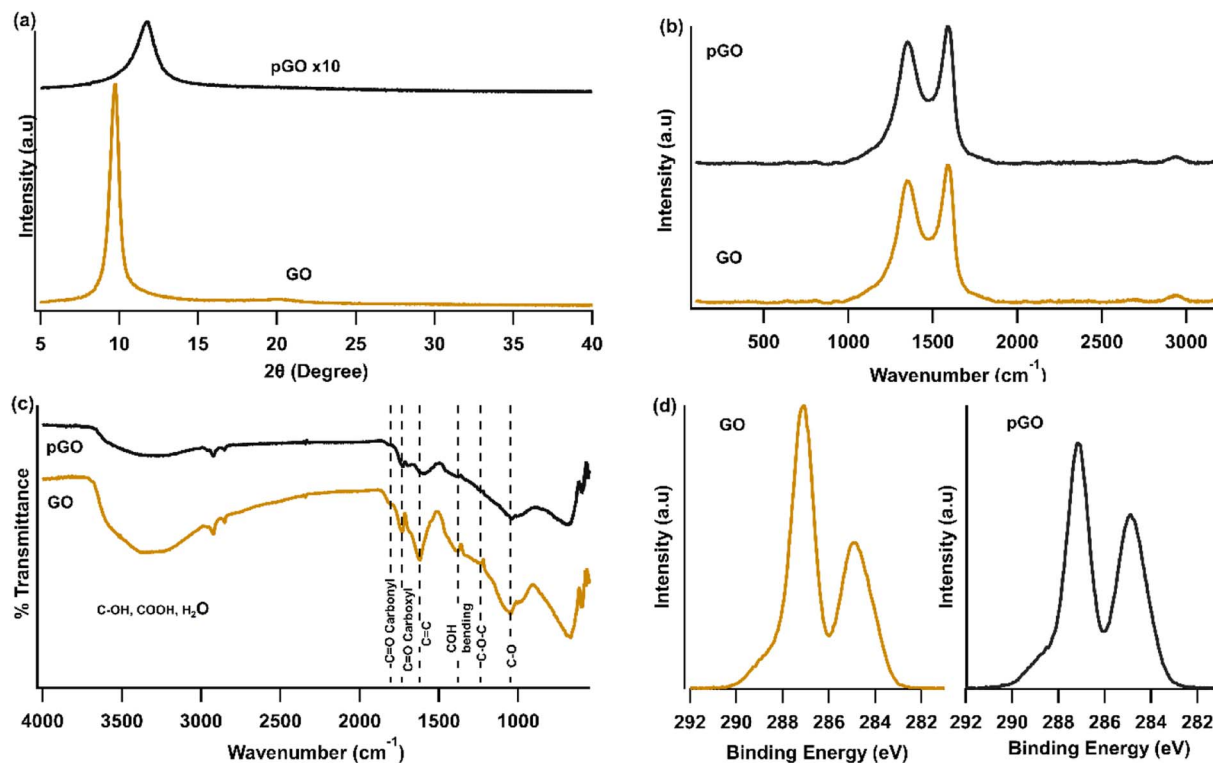 (a)
pGO x10
GO
Intensity (a.u)
5 10 15 20 25 30 35 40
2θ (Degree)
(b)
pGO
GO
Intensity (a.u)
500 1000 1500 2000 2500 3000
Wavenumber (cm⁻¹)
(c)
pGO
GO
% Transmittance
C-OH, COOH, H₂O
-C=O Carbonyl
C=O Carboxyl
C=C
COH
bending
-C-O-C
C-O
4000 3500 3000 2500 2000 1500 1000
Wavenumber (cm⁻¹)
(d)
GO
Intensity (a.u)
292 290 288 286 284 282
Binding Energy (eV)
pGO
Intensity (a.u)
292 290 288 286 284 282
Binding Energy (eV)